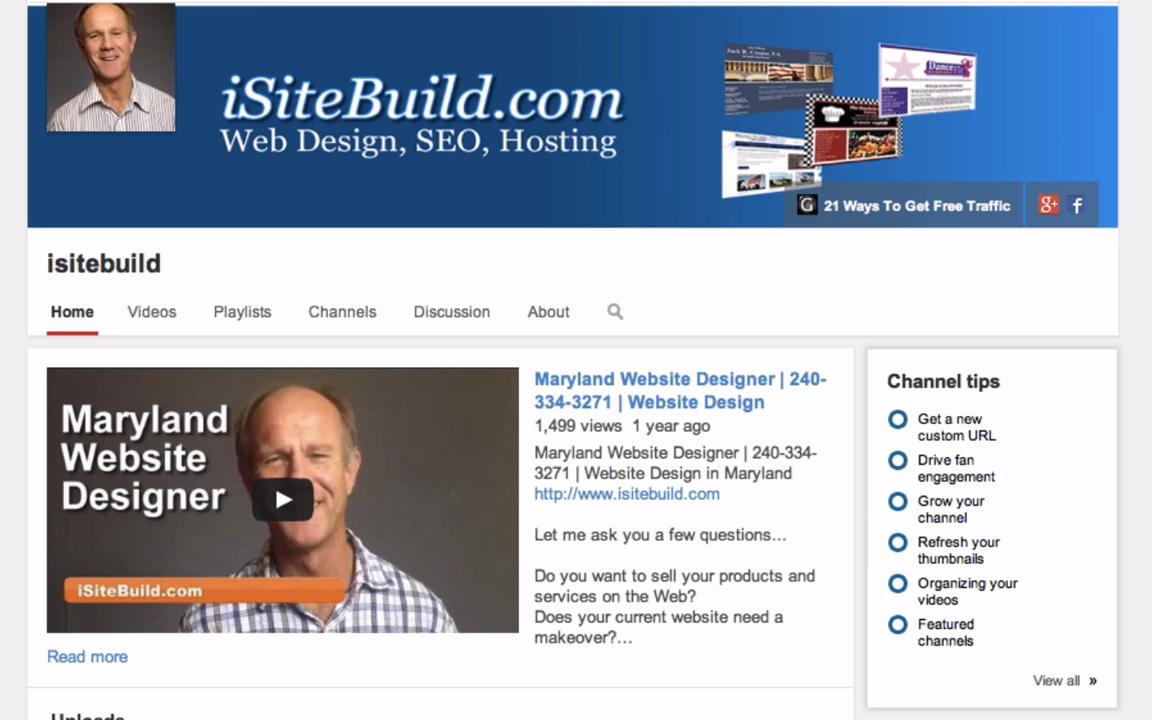 iSiteBuild.com
Web Design, SEO, Hosting
21 Ways To Get Free Traffic
isitebuild
Home Videos Playlists Channels Discussion About
Maryland
Website
Designer
iSiteBuild.com
Read more
Maryland Website Designer | 240-
334-3271 | Website Design
1,499 views 1 year ago
Maryland Website Designer | 240-334-
3271 | Website Design in Maryland
http://www.isitebuild.com
Let me ask you a few questions...
Do you want to sell your products and
services on the Web?
Does your current website need a
makeover?...
Channel tips
Get a new
custom URL
Drive fan
engagement
Grow your
channel
Refresh your
thumbnails
Organizing your
videos
Featured
channels
View all »
Uploads